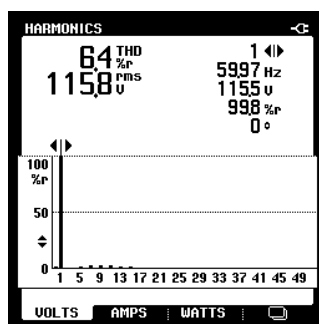 HARMONICS
6.4 THD %r
115.8 rms V
1
59.97 Hz
115.5 V
99.8 %r
0 °
100
%r
50
0
1 5 9 13 17 21 25 29 33 37 41 45 49
VOLTS AMPS WATTS